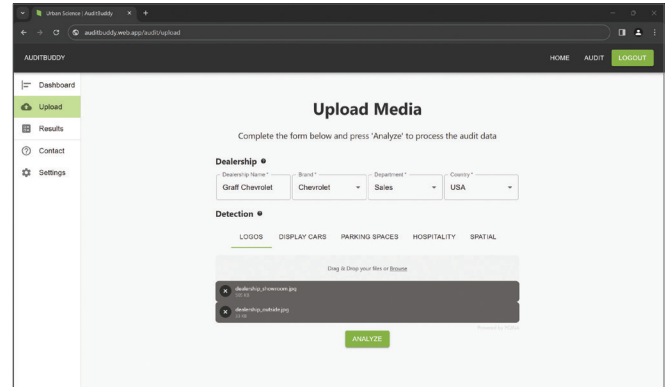 Urban Science | AuditBuddy
auditbuddy.web.app/audit/upload
AUDITBUDDY
HOME AUDIT LOGOUT
Dashboard
Upload
Results
Contact
Settings
Upload Media
Complete the form below and press 'Analyze' to process the audit data
Dealership
Dealership Name * Brand * Department * Country *
Graff Chevrolet Chevrolet Sales USA
Detection
LOGOS DISPLAY CARS PARKING SPACES HOSPITALITY SPATIAL
Drag & Drop your files or Browse
dealership_showroom.jpg
dealership_outside.jpg
ANALYZE